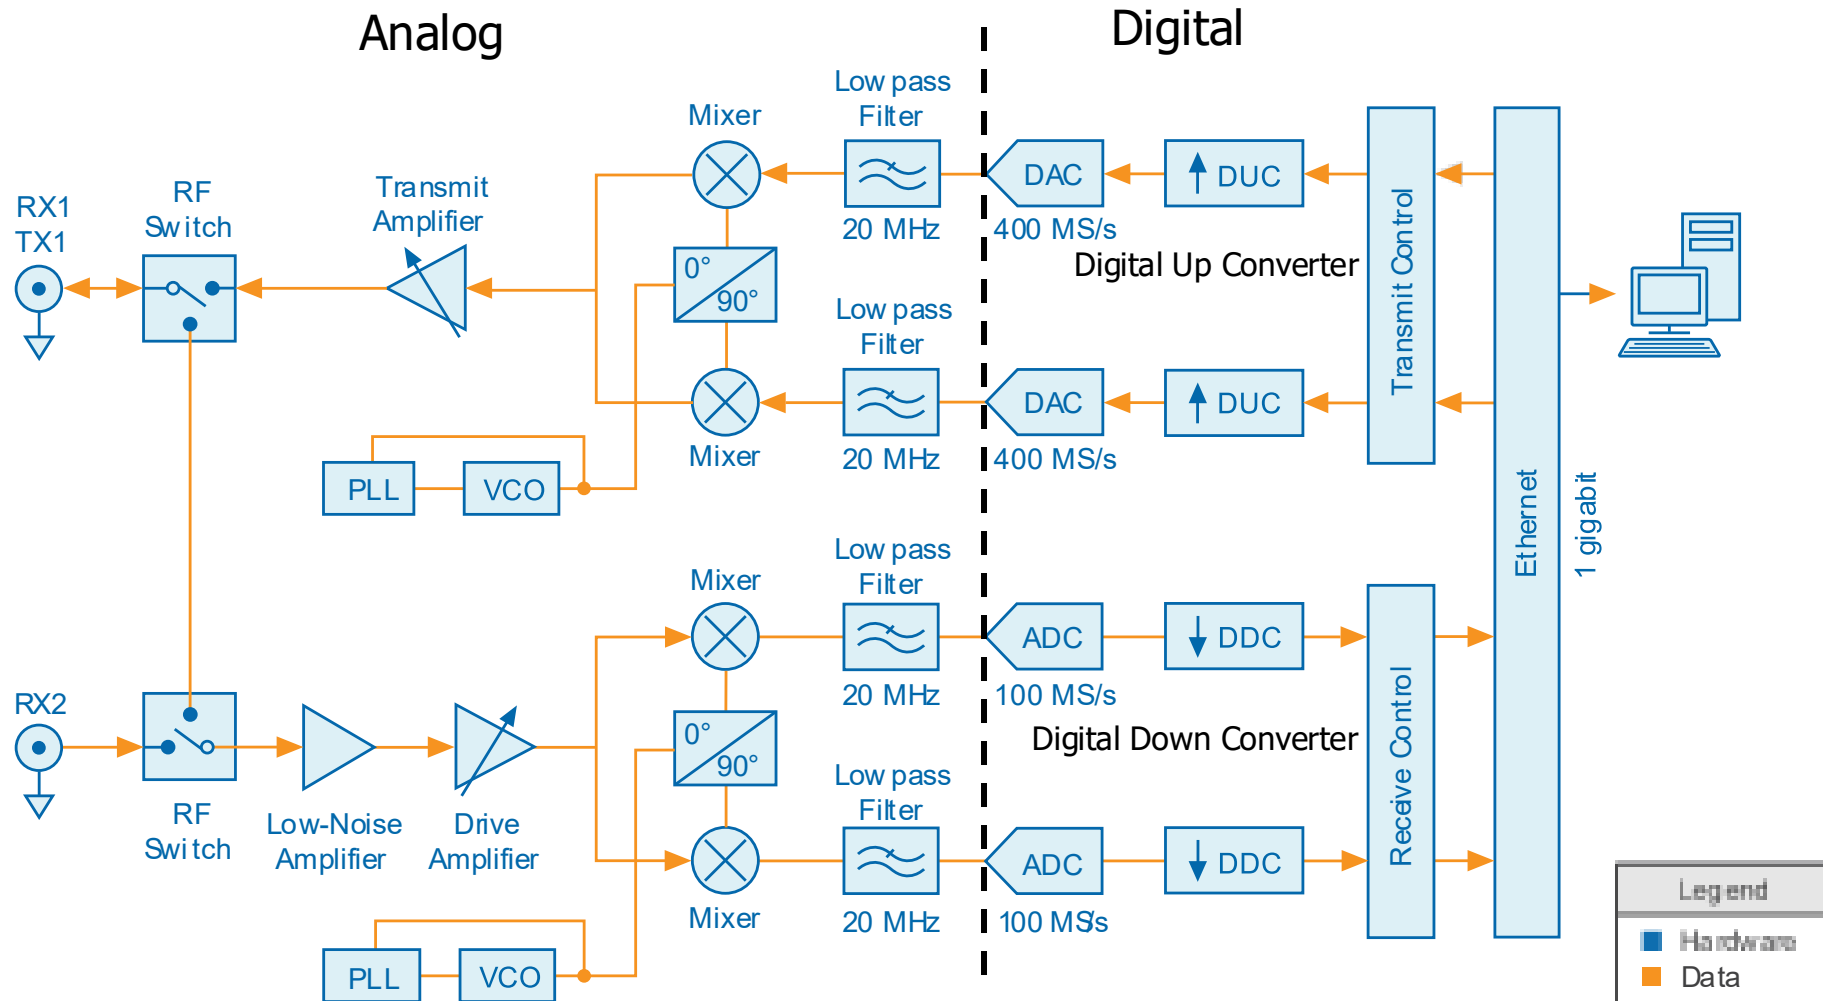 Analog
Digital
Low pass
Filter
Mixer
RF
Switch
Transmit
Amplifier
RX1
TX1
DAC
DUC
20 MHz
400 MS/s
Digital Up Converter
0°
90°
Low pass
Filter
Transmit Control
DAC
DUC
Mixer
20 MHz
400 MS/s
PLL
VCO
Ethernet
1 gigabit
Low pass
Filter
Mixer
ADC
DDC
20 MHz
100 MS/s
RX2
0°
90°
Digital Down Converter
Receive Control
Low pass
Filter
RF
Switch
Low-Noise
Amplifier
Drive
Amplifier
ADC
DDC
Mixer
20 MHz
100 MS/s
PLL
VCO
Legend
Hardware
Data